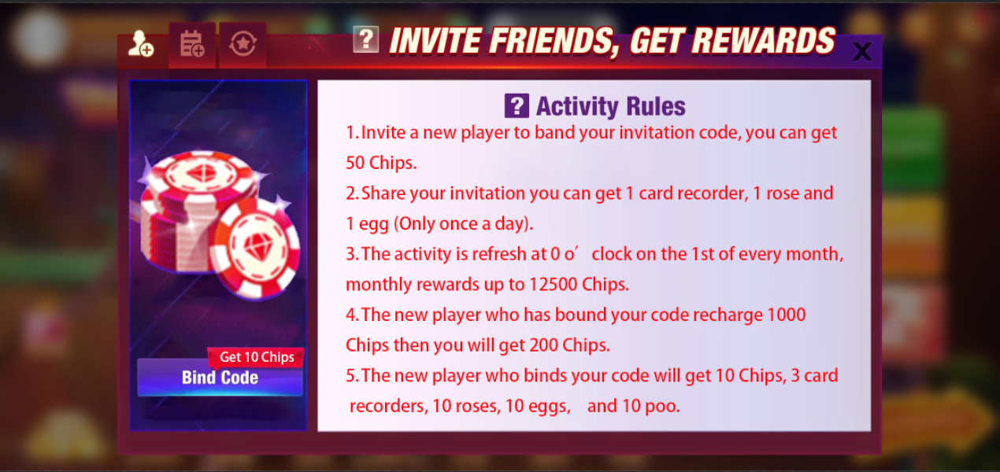 ? INVITE FRIENDS, GET REWARDS
X
? Activity Rules
1.Invite a new player to band your invitation code, you can get
50 Chips.
2.Share your invitation you can get 1 card recorder, 1 rose and
1 egg (Only once a day).
3.The activity is refresh at 0 o′ clock on the 1st of every month,
monthly rewards up to 12500 Chips.
4.The new player who has bound your code recharge 1000
Chips then you will get 200 Chips.
5.The new player who binds your code will get 10 Chips, 3 card
recorders, 10 roses, 10 eggs, and 10 poo.
Get 10 Chips
Bind Code